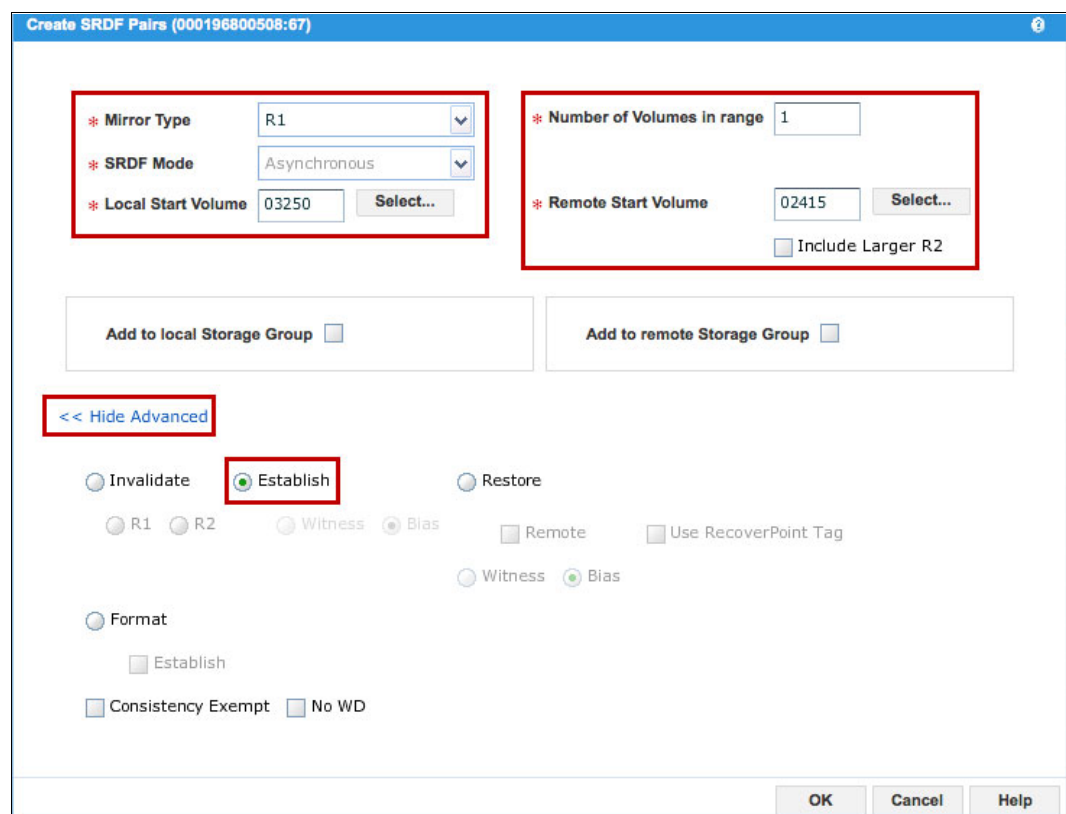 Create SRDF Pairs (000196800508:67)
* Mirror Type R1 * Number of Volumes in range 1
* SRDF Mode Asynchronous
* Local Start Volume 03250 Select... * Remote Start Volume 02415 Select...
Include Larger R2
Add to local Storage Group Add to remote Storage Group
<< Hide Advanced
Invalidate Establish Restore
R1 R2 Witness Bias Remote Use RecoverPoint Tag
Witness Bias
Format
Establish
Consistency Exempt No WD
OK Cancel Help